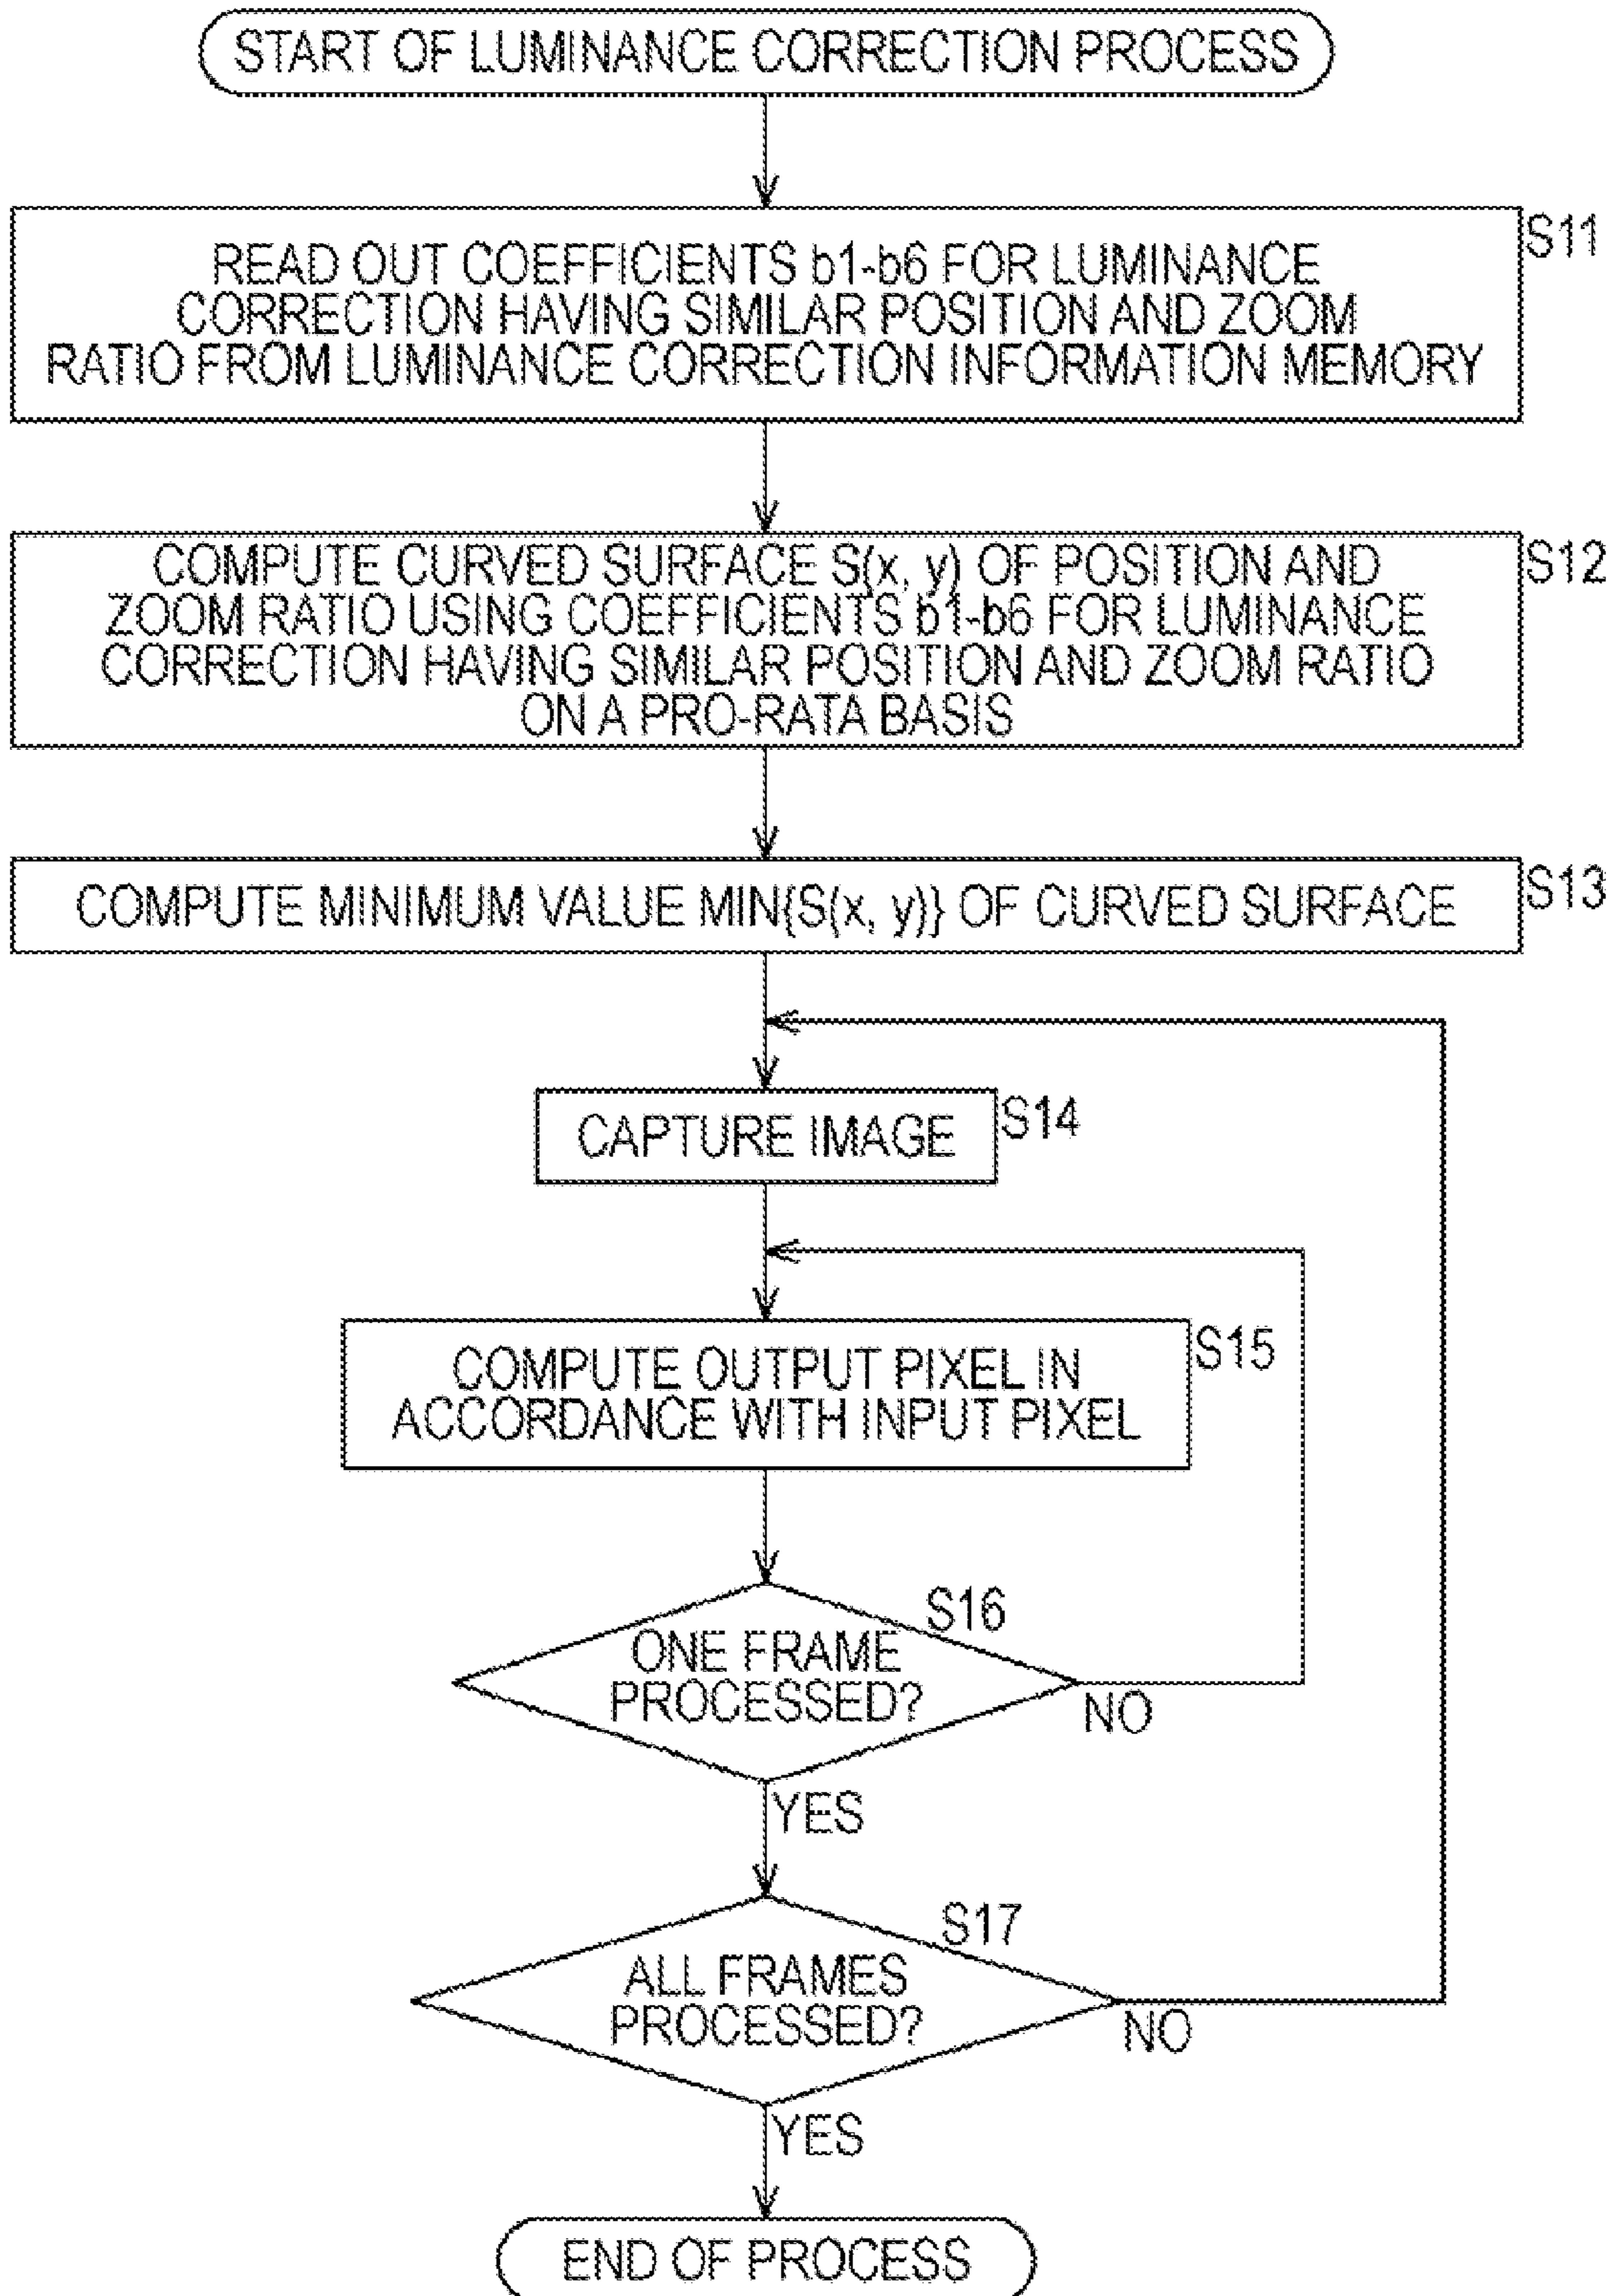 START OF LUMINANCE CORRECTION PROCESS
S11
READ OUT COEFFICIENTS b1-b6 FOR LUMINANCE
CORRECTION HAVING SIMILAR POSITION AND ZOOM
RATIO FROM LUMINANCE CORRECTION INFORMATION MEMORY
S12
COMPUTE CURVED SURFACE S(x, y) OF POSITION AND
ZOOM RATIO USING COEFFICIENTS b1-b6 FOR LUMINANCE
CORRECTION HAVING SIMILAR POSITION AND ZOOM RATIO
ON A PRO-RATA BASIS
S13
COMPUTE MINIMUM VALUE MIN{S(x, y)} OF CURVED SURFACE
S14
CAPTURE IMAGE
S15
COMPUTE OUTPUT PIXEL IN
ACCORDANCE WITH INPUT PIXEL
S16
ONE FRAME
PROCESSED?
NO
YES
S17
ALL FRAMES
PROCESSED?
NO
YES
END OF PROCESS